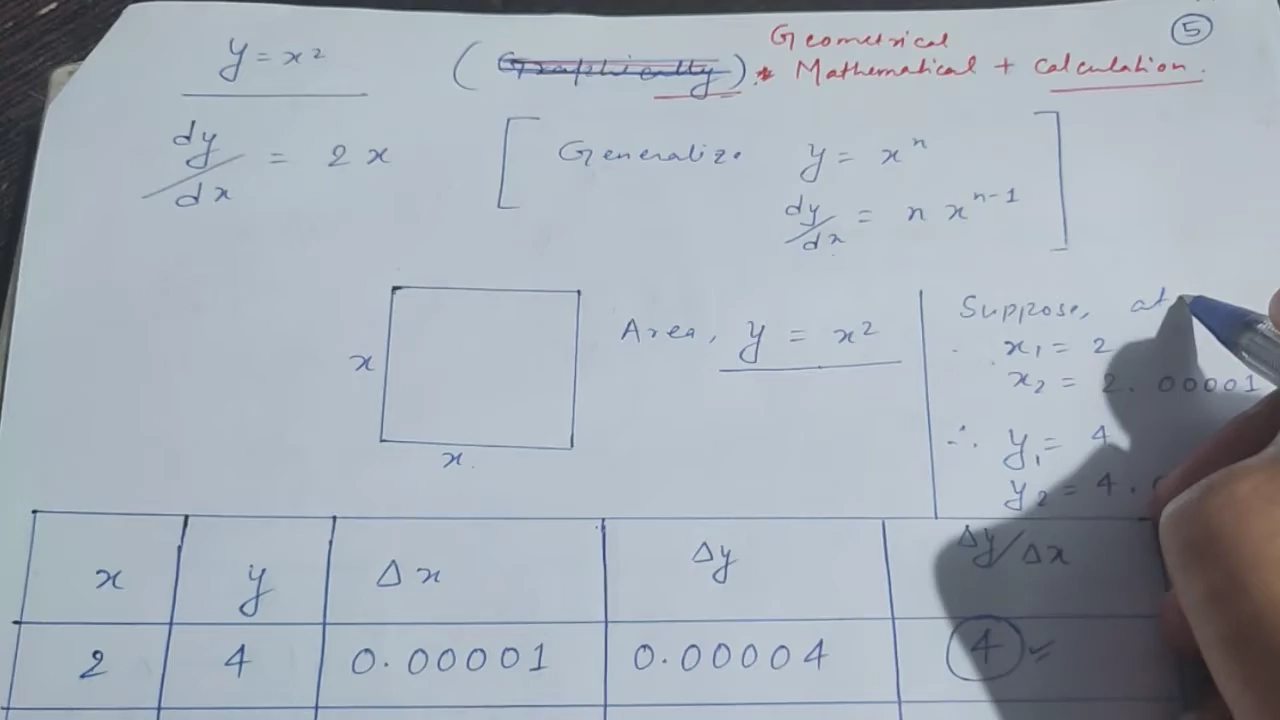 5
y = x²
(Graphically). Geometrical
Mathematical + Calculation.
dy/dx = 2x
[ Generalize y = xⁿ
dy/dx = n xⁿ⁻¹ ]
x
x.
Area, y = x²
Suppose, at
x₁ = 2
x₂ = 2.00001
∴ y₁ = 4
y₂ = 4.
x y Δx Δy Δy/Δx
2 4 0.00001 0.00004 4